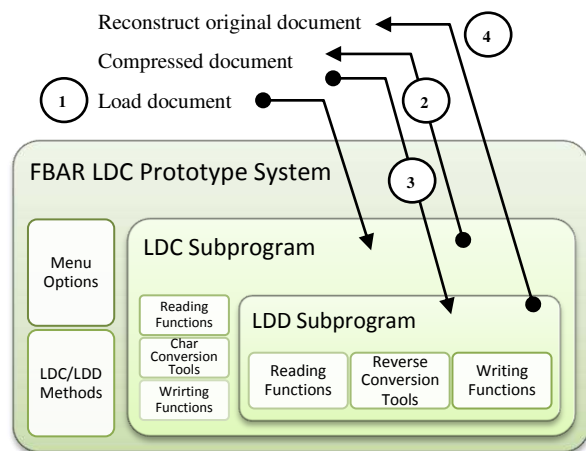 Reconstruct original document
4
Compressed document
2
1
Load document
3
FBAR LDC Prototype System
LDC Subprogram
Menu
Options
Reading
Functions
Char
Conversion
Tools
Wrirting
Functions
LDC/LDD
Methods
LDD Subprogram
Reading
Functions
Reverse
Conversion
Tools
Writing
Functions